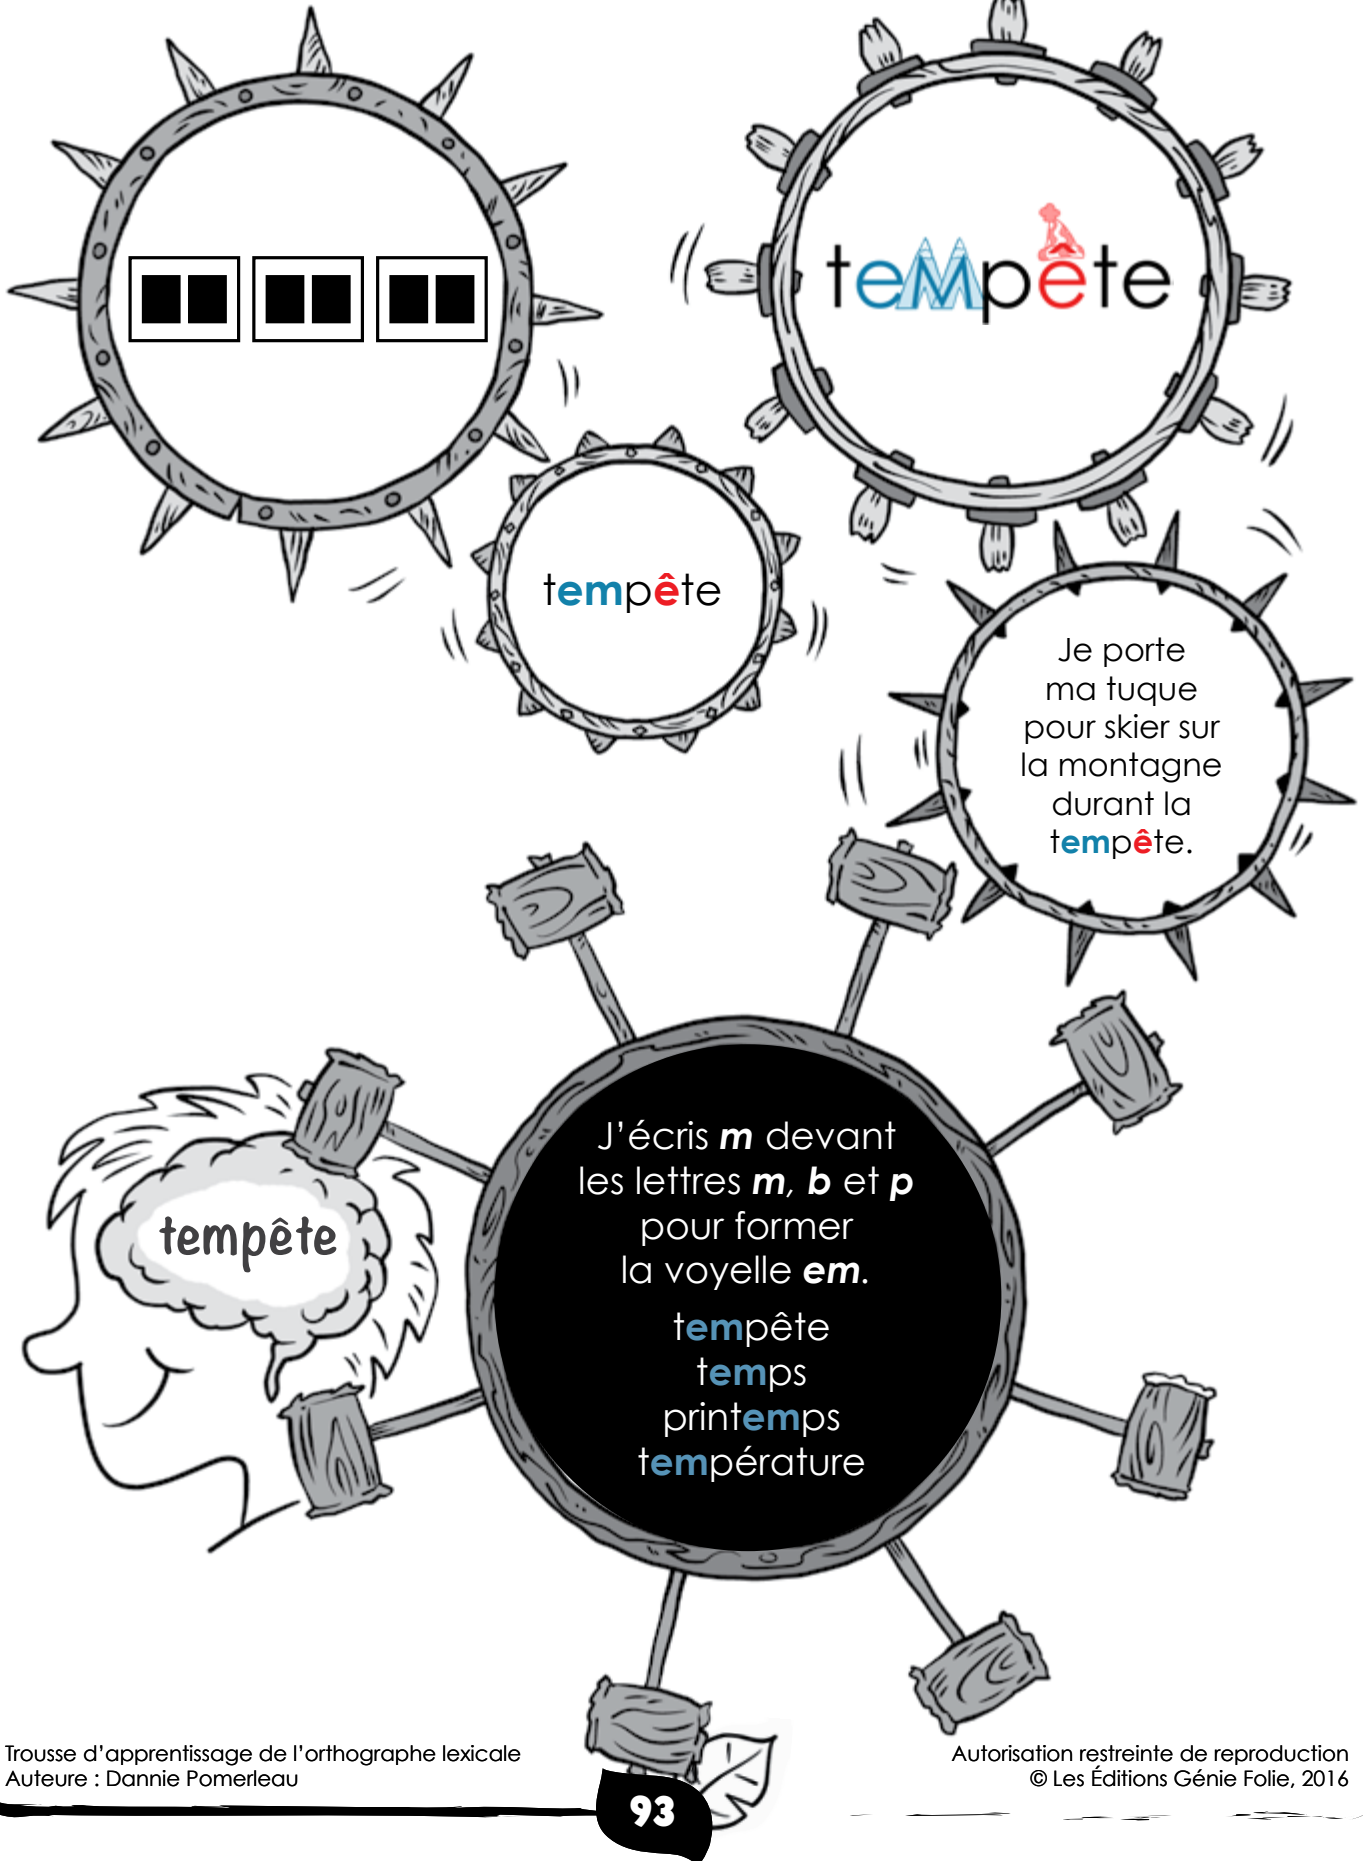 teMpête
tempête
Je porte
ma tuque
pour skier sur
la montagne
durant la
tempête.
tempête
J'écris m devant
les lettres m, b et p
pour former
la voyelle em.
tempête
temps
printemps
température
Trousse d'apprentissage de l'orthographe lexicale
Auteure : Dannie Pomerleau
93
Autorisation restreinte de reproduction
© Les Éditions Génie Folie, 2016